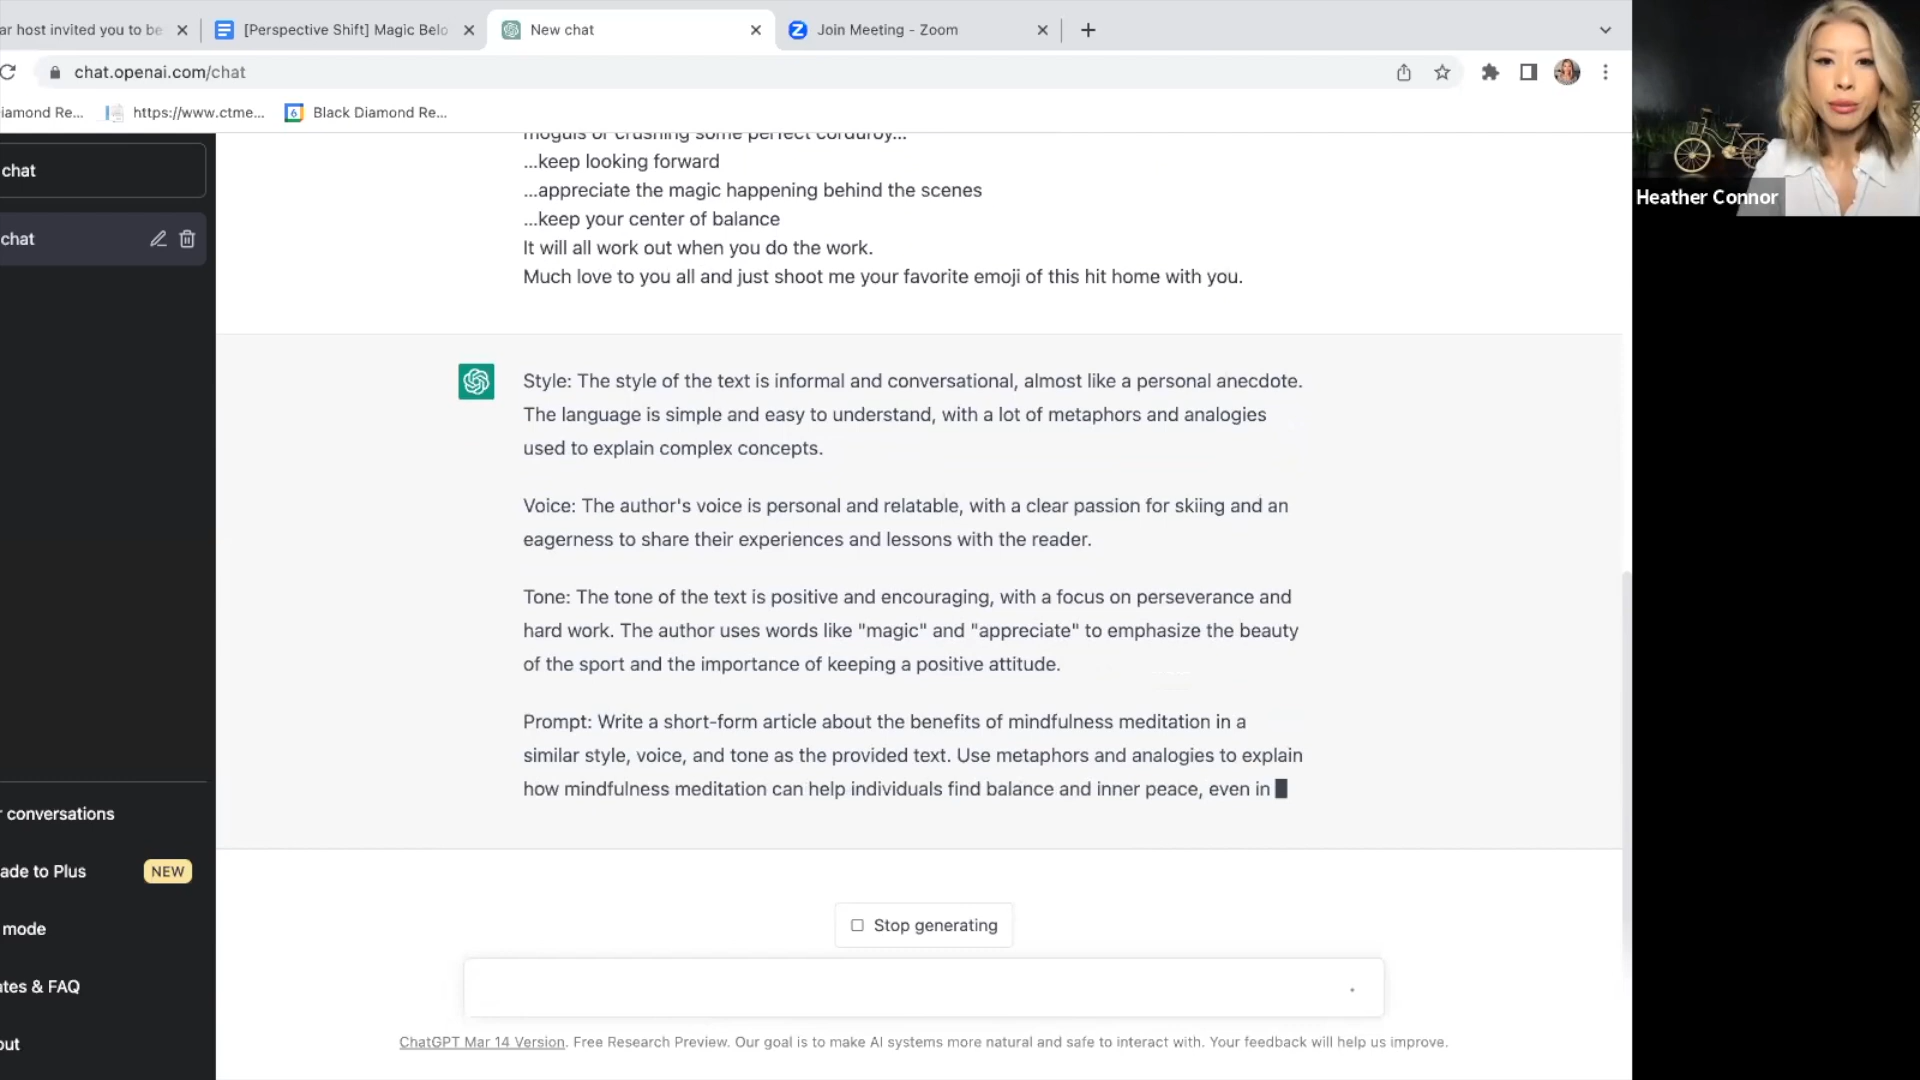 ar host invited you to be
[Perspective Shift] Magic Belo
New chat
Join Meeting - Zoom
chat.openai.com/chat
iamond Re...
https://www.ctme...
6
Black Diamond Re...
chat
chat
moguls or crushing some perfect corduroy...
...keep looking forward
...appreciate the magic happening behind the scenes
...keep your center of balance
It will all work out when you do the work.
Much love to you all and just shoot me your favorite emoji of this hit home with you.
Style: The style of the text is informal and conversational, almost like a personal anecdote.
The language is simple and easy to understand, with a lot of metaphors and analogies
used to explain complex concepts.
Voice: The author's voice is personal and relatable, with a clear passion for skiing and an
eagerness to share their experiences and lessons with the reader.
Tone: The tone of the text is positive and encouraging, with a focus on perseverance and
hard work. The author uses words like "magic" and "appreciate" to emphasize the beauty
of the sport and the importance of keeping a positive attitude.
Prompt: Write a short-form article about the benefits of mindfulness meditation in a
similar style, voice, and tone as the provided text. Use metaphors and analogies to explain
how mindfulness meditation can help individuals find balance and inner peace, even in
r conversations
ade to Plus
NEW
mode
ates & FAQ
out
Stop generating
ChatGPT Mar 14 Version. Free Research Preview. Our goal is to make AI systems more natural and safe to interact with. Your feedback will help us improve.
Heather Connor